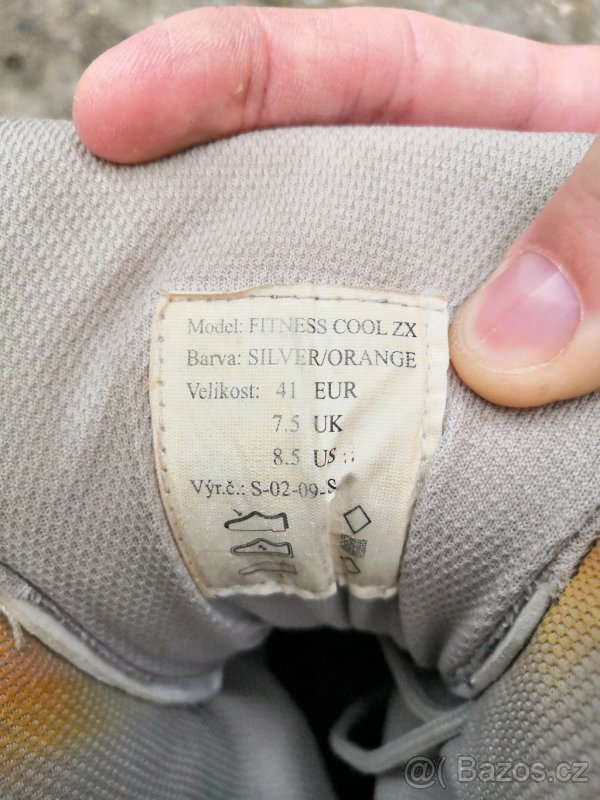 Model: FITNESS COOL ZX
Barva: SILVER/ORANGE
Velikost: 41 EUR
7.5 UK
8.5 US
Výr.č.: S-02-09-S
@( Bazos.cz